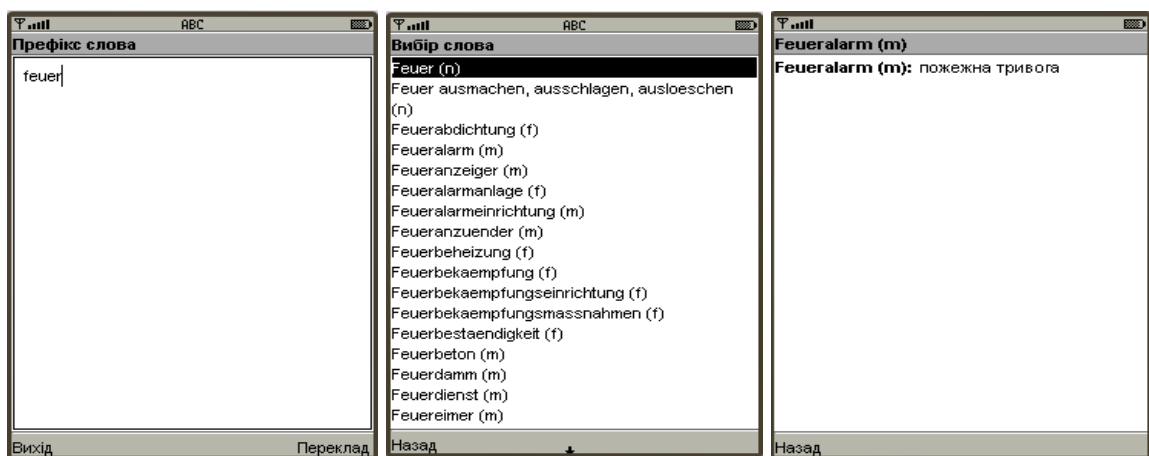 ABC
Префікс слова
feuer
Вихід
Переклад
ABC
Вибір слова
Feuer (n)
Feuer ausmachen, ausschlagen, ausloeschen
(n)
Feuerabdichtung (f)
Feueralarm (m)
Feueranzeiger (m)
Feueralarmanlage (f)
Feueralarmeinrichtung (m)
Feueranzuender (m)
Feuerbeheizung (f)
Feuerbekaempfung (f)
Feuerbekaempfungseinrichtung (f)
Feuerbekaempfungsmassnahmen (f)
Feuerbestaendigkeit (f)
Feuerbeton (m)
Feuerdamm (m)
Feuerdienst (m)
Feuereimer (m)
Назад
Feueralarm (m)
Feueralarm (m): пожежна тривога
Назад